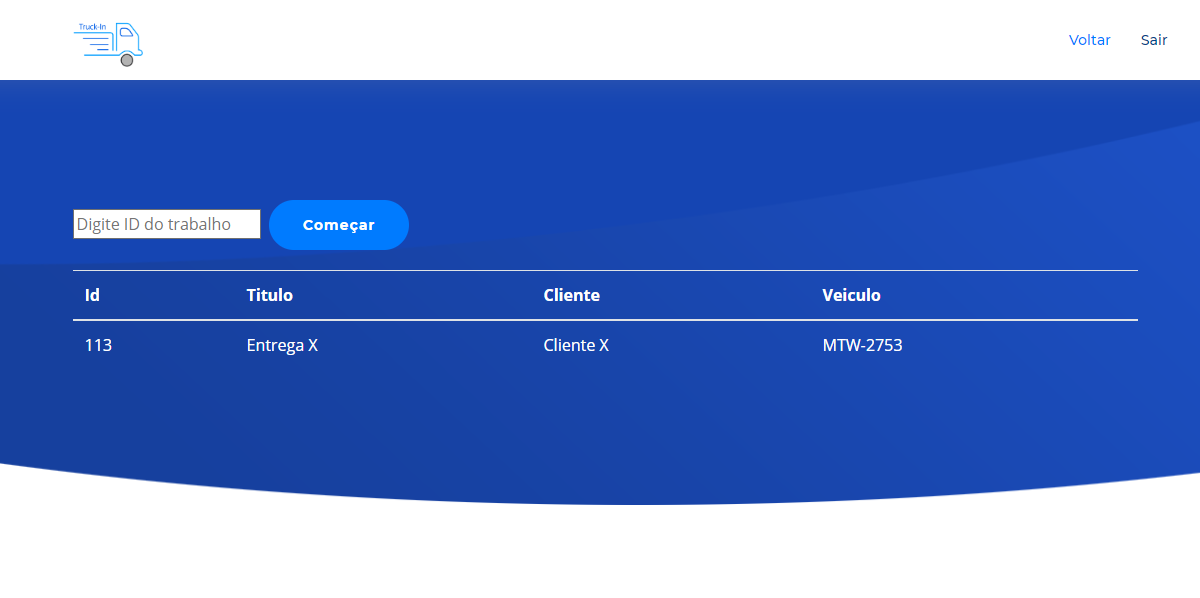 Truck-In
Voltar Sair
Digite ID do trabalho Começar
Id Titulo Cliente Veiculo
113 Entrega X Cliente X MTW-2753